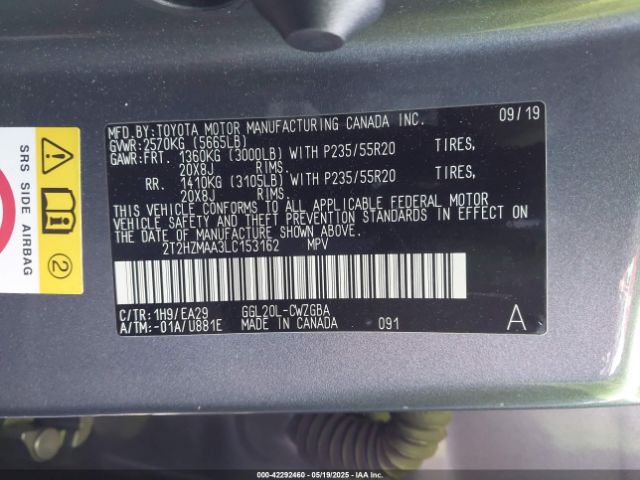 MFD.BY:TOYOTA MOTOR MANUFACTURING CANADA INC. 09/19
GVWR:2570KG (5665LB)
GAWR:FRT. 1360KG (3000LB) WITH P235/55R20 TIRES,
20X8J RIMS.
RR. 1410KG (3105LB) WITH P235/55R20 TIRES,
20X8J RIMS
THIS VEHICLE CONFORMS TO ALL APPLICABLE FEDERAL MOTOR
VEHICLE SAFETY AND THEFT PREVENTION STANDARDS IN EFFECT ON
THE DATE OF MANUFACTURE SHOWN ABOVE.
2T2HZMAA3LC153162 MPV
C/TR:1H9/EA29 GGL20L-CWZGBA
A/TM:-01A/U881E MADE IN CANADA 091 A
SRS SIDE AIRBAG
2
000-42292460 - 05/19/2025 - IAA Inc. (ACV)